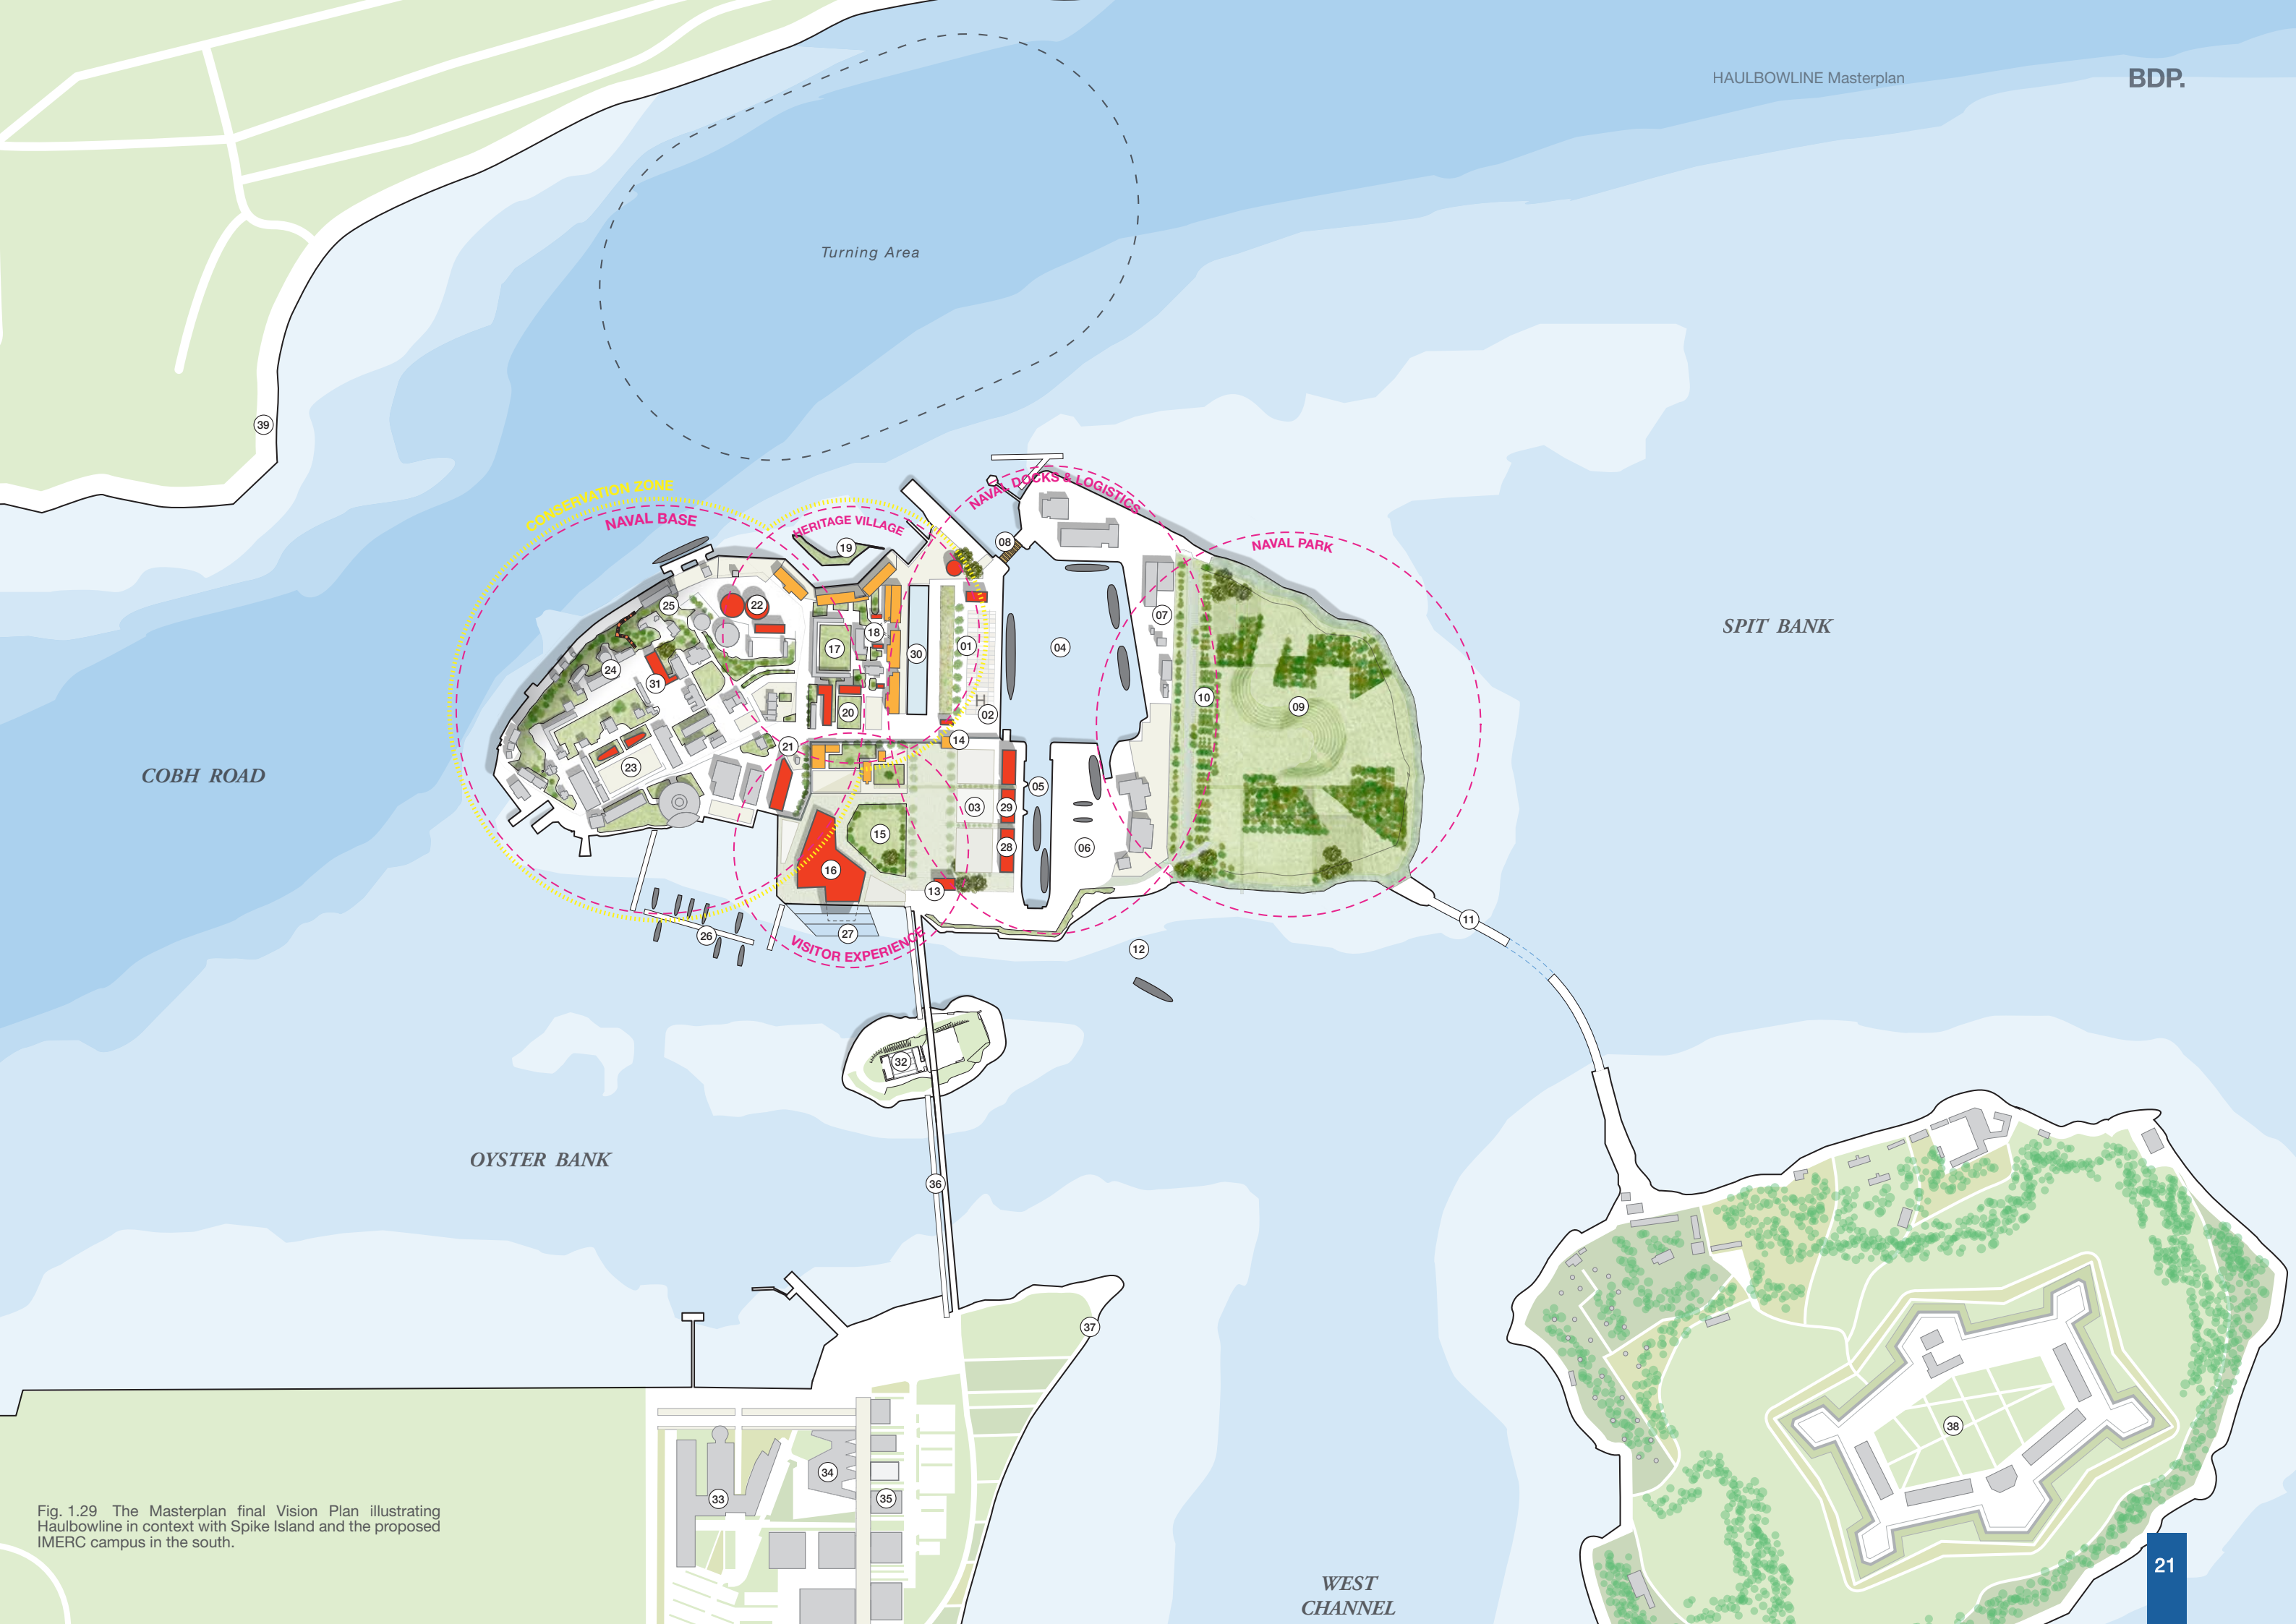 HAULBOWLINE Masterplan
BDP.
Turning Area
39
CONSERVATION ZONE
NAVAL BASE
HERITAGE VILLAGE
NAVAL DOCKS & LOGISTICS
NAVAL PARK
19
08
25
22
07
18
01
04
17
30
24
31
10
09
20
02
14
21
23
05
03
29
15
28
06
16
13
11
27
26
12
VISITOR EXPERIENCE
SPIT BANK
COBH ROAD
32
OYSTER BANK
36
37
38
34
33
35
Fig. 1.29 The Masterplan final Vision Plan illustrating
Haulbowline in context with Spike Island and the proposed
IMERC campus in the south.
WEST
CHANNEL
21
H